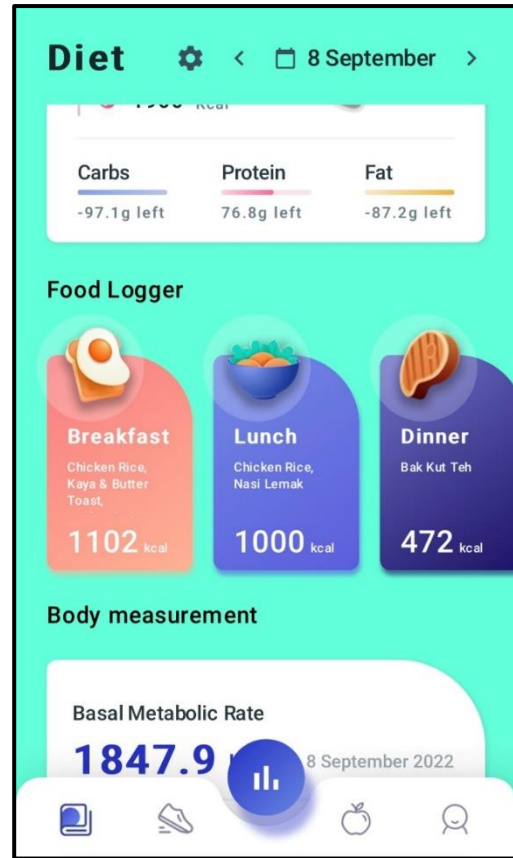 Diet
8 September
Kcal
Carbs
Protein
Fat
-97.1g left
76.8g left
-87.2g left
Food Logger
Breakfast
Chicken Rice,
Kaya & Butter
Toast,
1102 kcal
Lunch
Chicken Rice,
Nasi Lemak
1000 kcal
Dinner
Bak Kut Teh
472 kcal
Body measurement
Basal Metabolic Rate
1847.9
8 September 2022